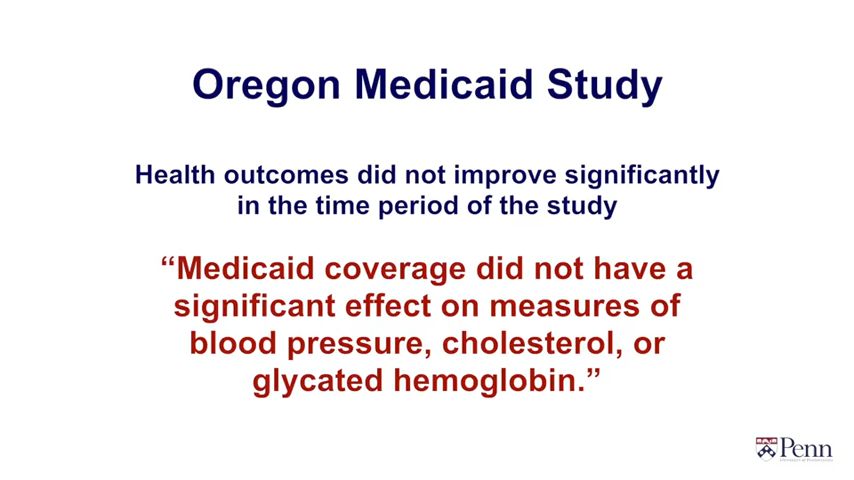 Oregon Medicaid Study
Health outcomes did not improve significantly
in the time period of the study
“Medicaid coverage did not have a
significant effect on measures of
blood pressure, cholesterol, or
glycated hemoglobin.”
Penn